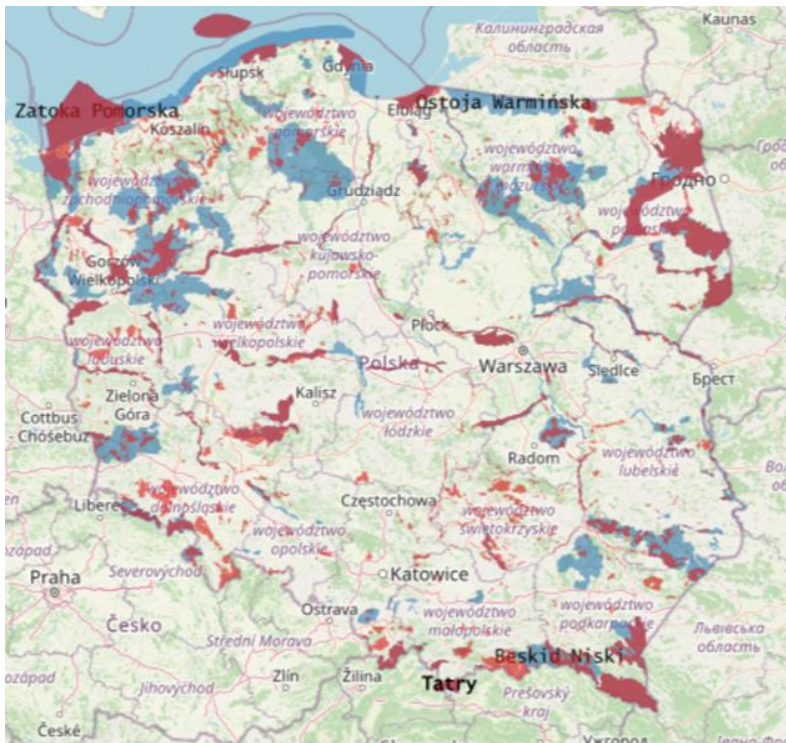 Kaunas
Калининградская
область
Słupsk
Gdynia
Zatoka Pomorska
Elbląg
Ostoja Warmińska
Koszalin
województwo
pomorskie
województwo
zachodniopomorskie
województwo
Гродно
Grudziądz
województwo
województwo
kujawsko-
pomorskie
Gorzów
Wielkopolski
Płock
województwo
lubuskie
województwo
wielkopolskie
Polska
Warszawa
Siedlce
Брест
Zielona
Góra
Kalisz
Cottbus
- Chóśebuz
województwo
łódzkie
Radom
województwo
lubelskie
Liberec
województwo
dolnośląskie
Częstochowa
województwo
świętokrzyskie
województwo
opolskie
Praha
Severovýchod
Katowice
Česko
Ostrava
województwo
małopolskie
województwo
podkarpackie
Львівська
область
Střední Morava
Beskid Niski
Jihovýchod
Zlín
Žilina
Tatry
Prešovský
kraj
České
Ужгород